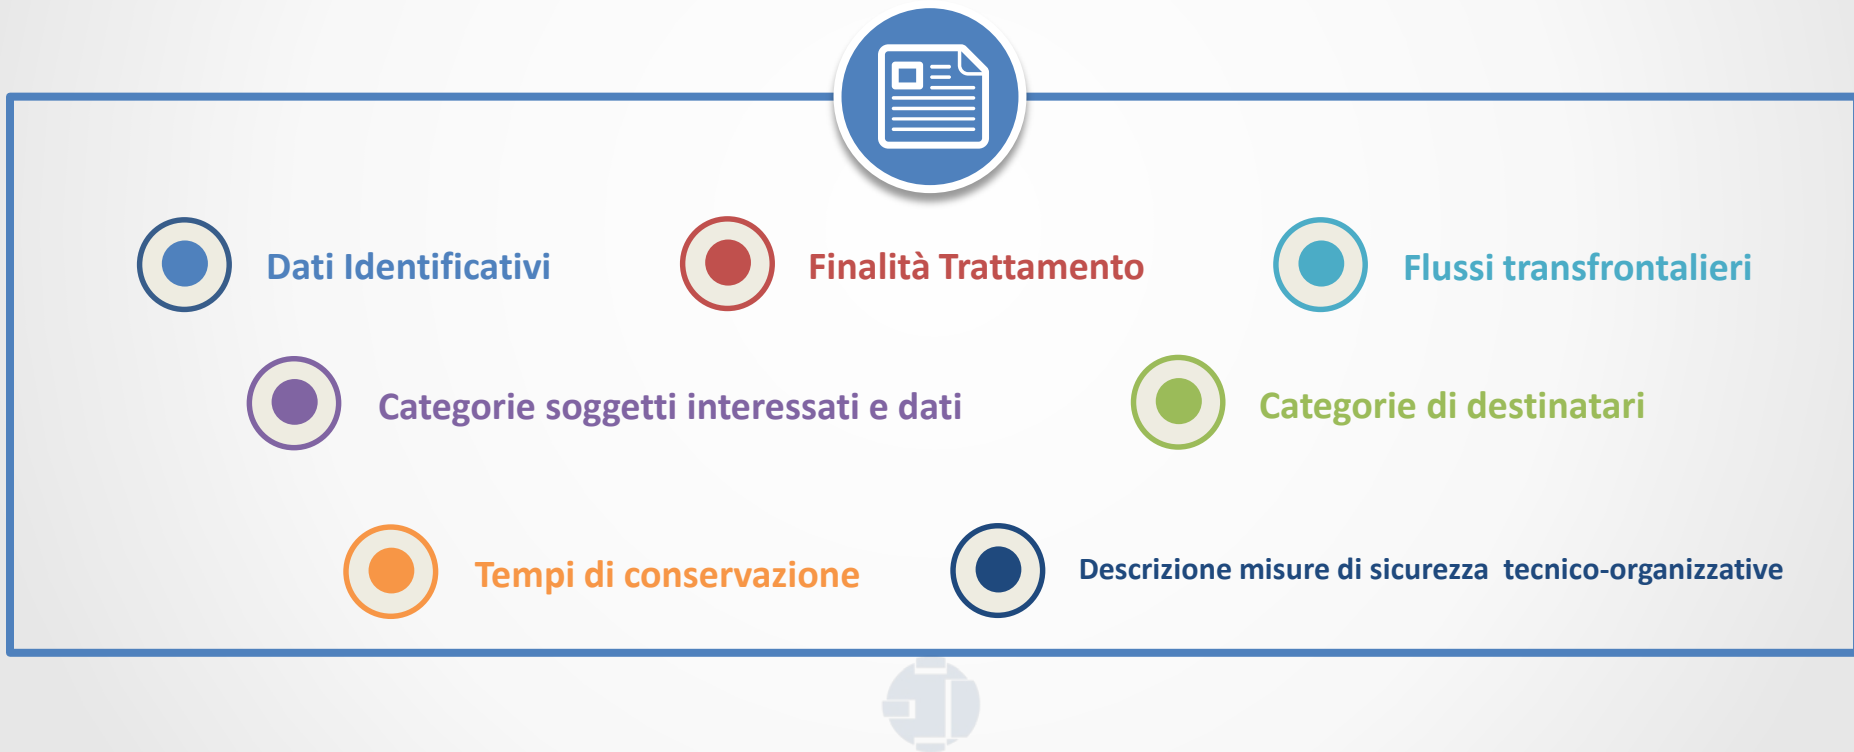 Dati Identificativi
Finalità Trattamento
Flussi transfrontalieri
Categorie soggetti interessati e dati
Categorie di destinatari
Tempi di conservazione
Descrizione misure di sicurezza  tecnico-organizzative